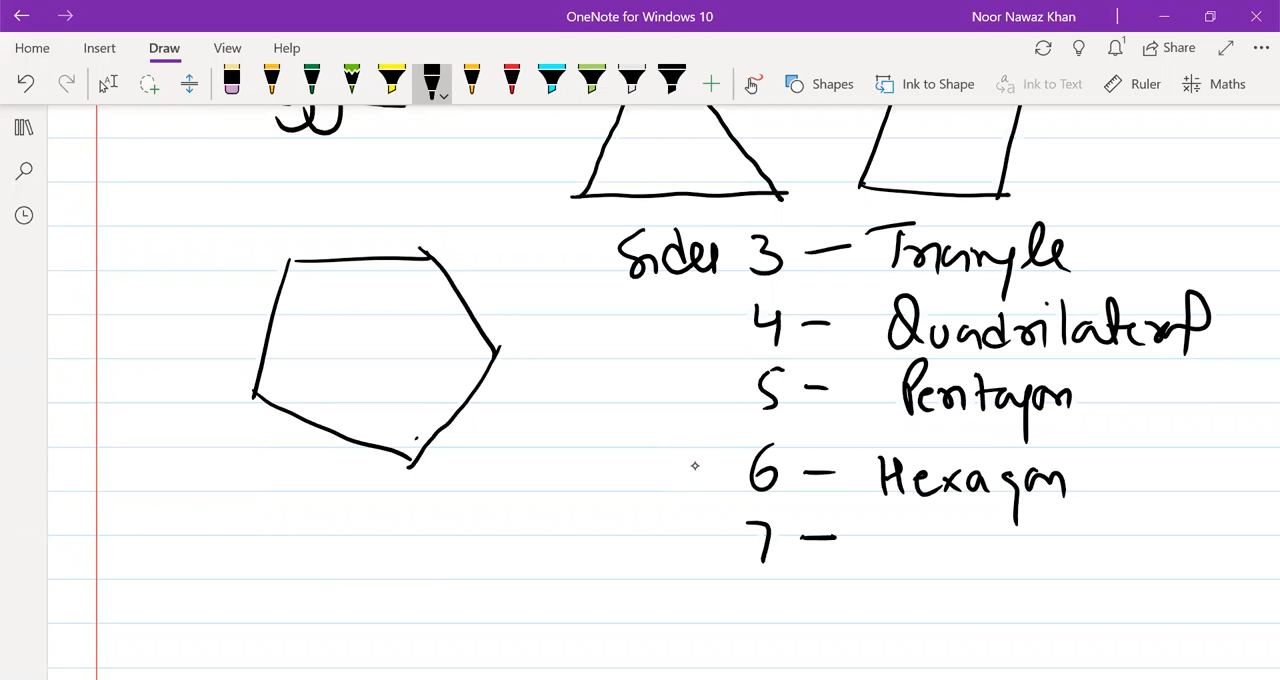 OneNote for Windows 10
Noor Nawaz Khan
Home Insert Draw View Help
1
Share
Shapes
Ink to Shape
Ink to Text
Ruler
Maths
Sides 3 — Triangle
4 — Quadrilateral
5 — Pentagon
6 — Hexagon
7 —